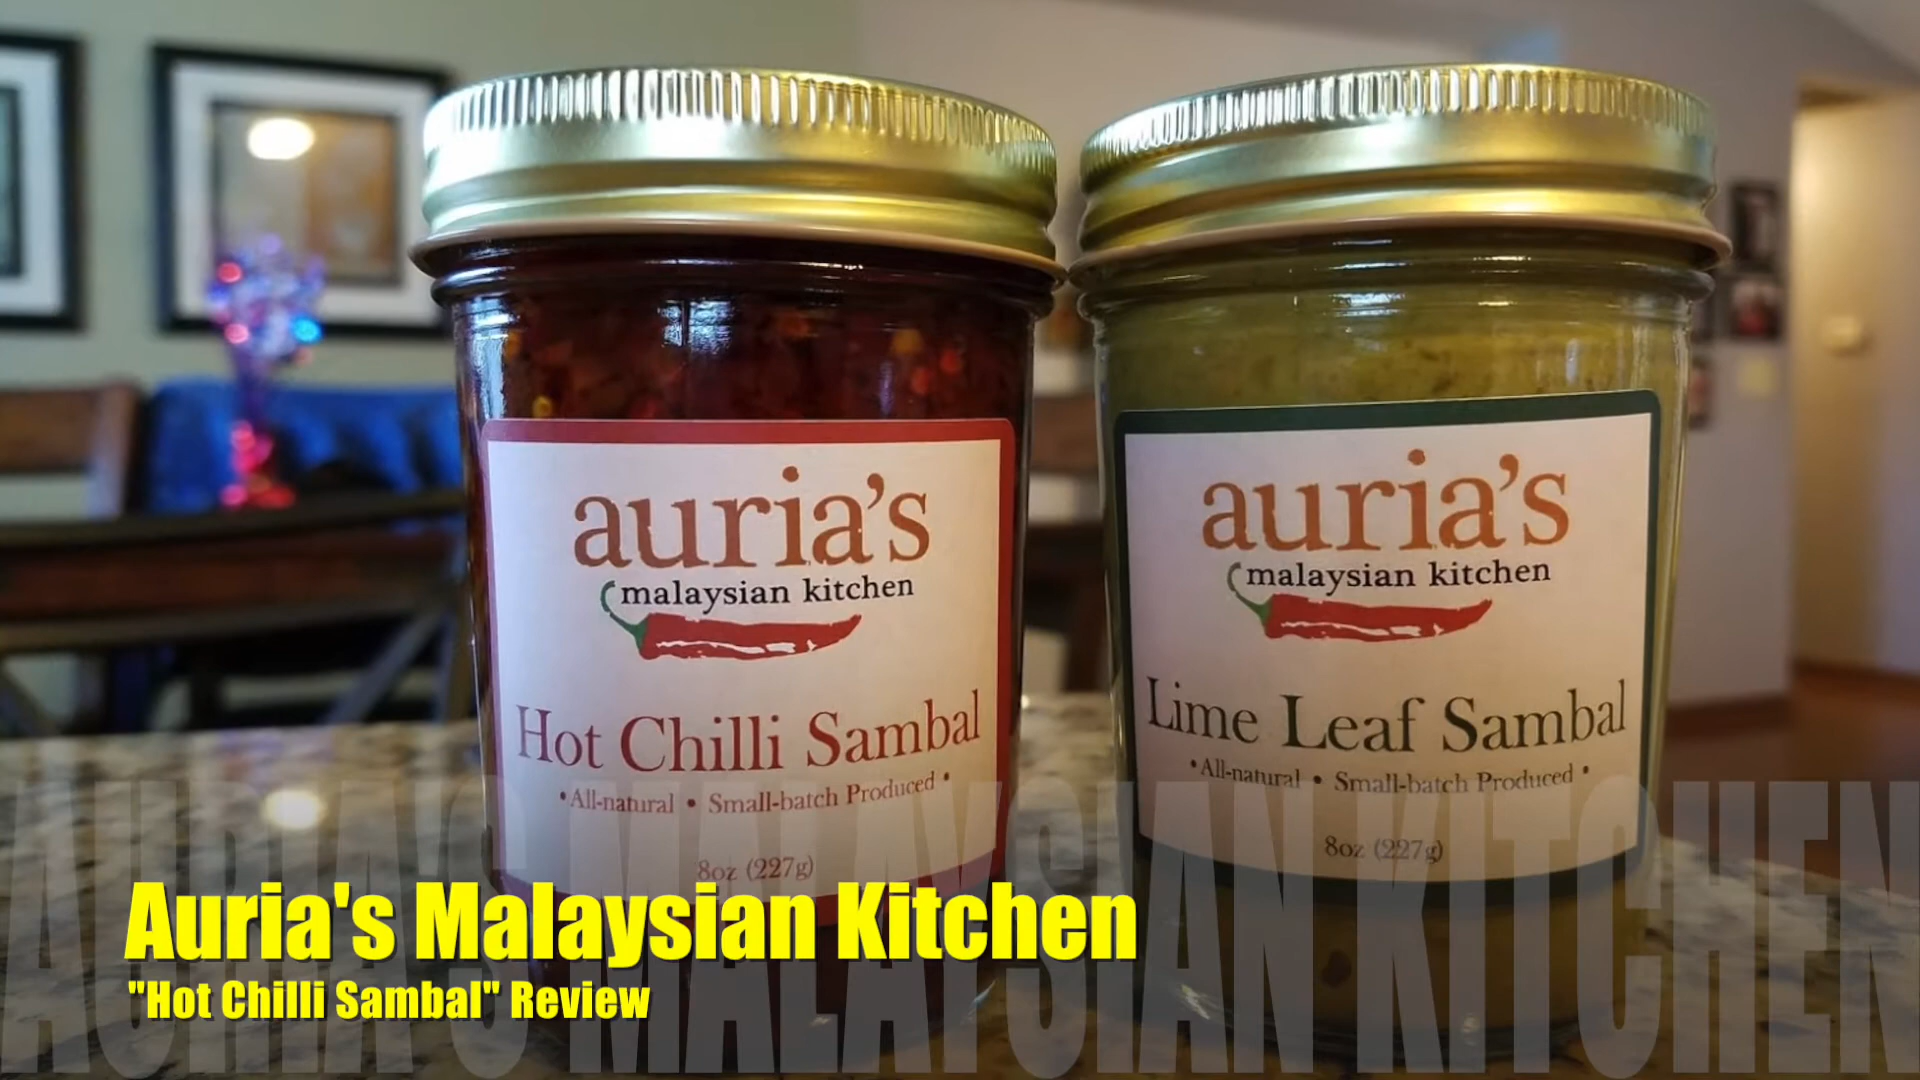 auria's
malaysian kitchen
Hot Chilli Sambal
• All-natural • Small-batch Produced •
8oz (227g)
auria's
malaysian kitchen
Lime Leaf Sambal
• All-natural • Small-batch Produced •
8oz (227g)
AURIA'S MALAYSIAN KITCHEN
Auria's Malaysian Kitchen
"Hot Chilli Sambal" Review